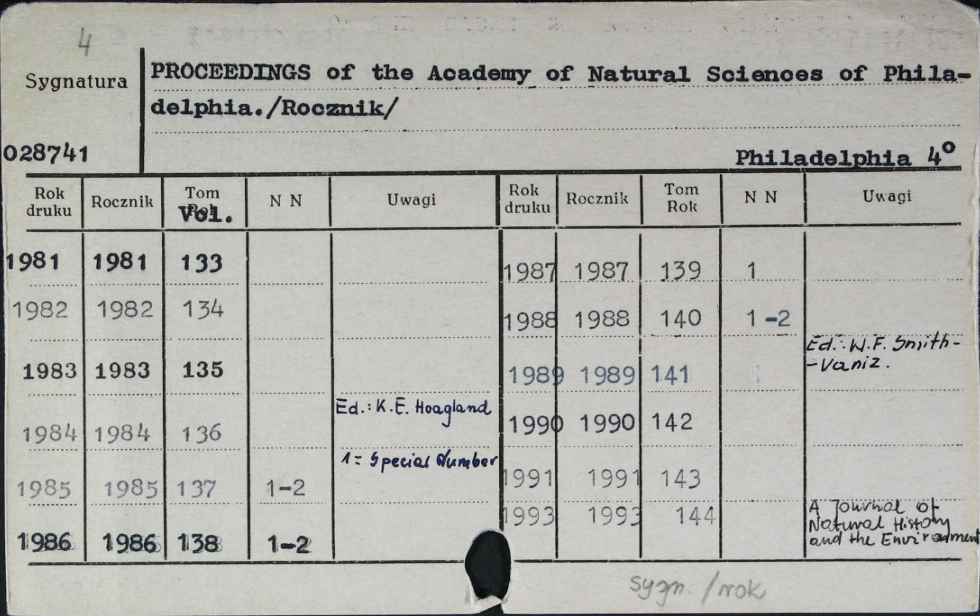 4
Sygnatura
PROCEEDINGS of the Academy of Natural Sciences of Phila-
delphia./Rocznik/
028741
Philadelphia 4°
Rok druku Rocznik Tom Vol. N N Uwagi Rok druku Rocznik Tom Rok N N Uwagi
1981 1981 133
1982 1982 134
1983 1983 135
1984 1984 136 Ed.: K.E. Hoagland
1985 1985 137 1-2 1 = Special Number
1986 1986 138 1-2
1987 1987 139 1
1988 1988 140 1-2
1989 1989 141 Ed.: W.F. Smith-
-Vaniz.
1990 1990 142
1991 1991 143
1993 1993 144 A Journal of
Natural History
and the Environment
sygn. /rok